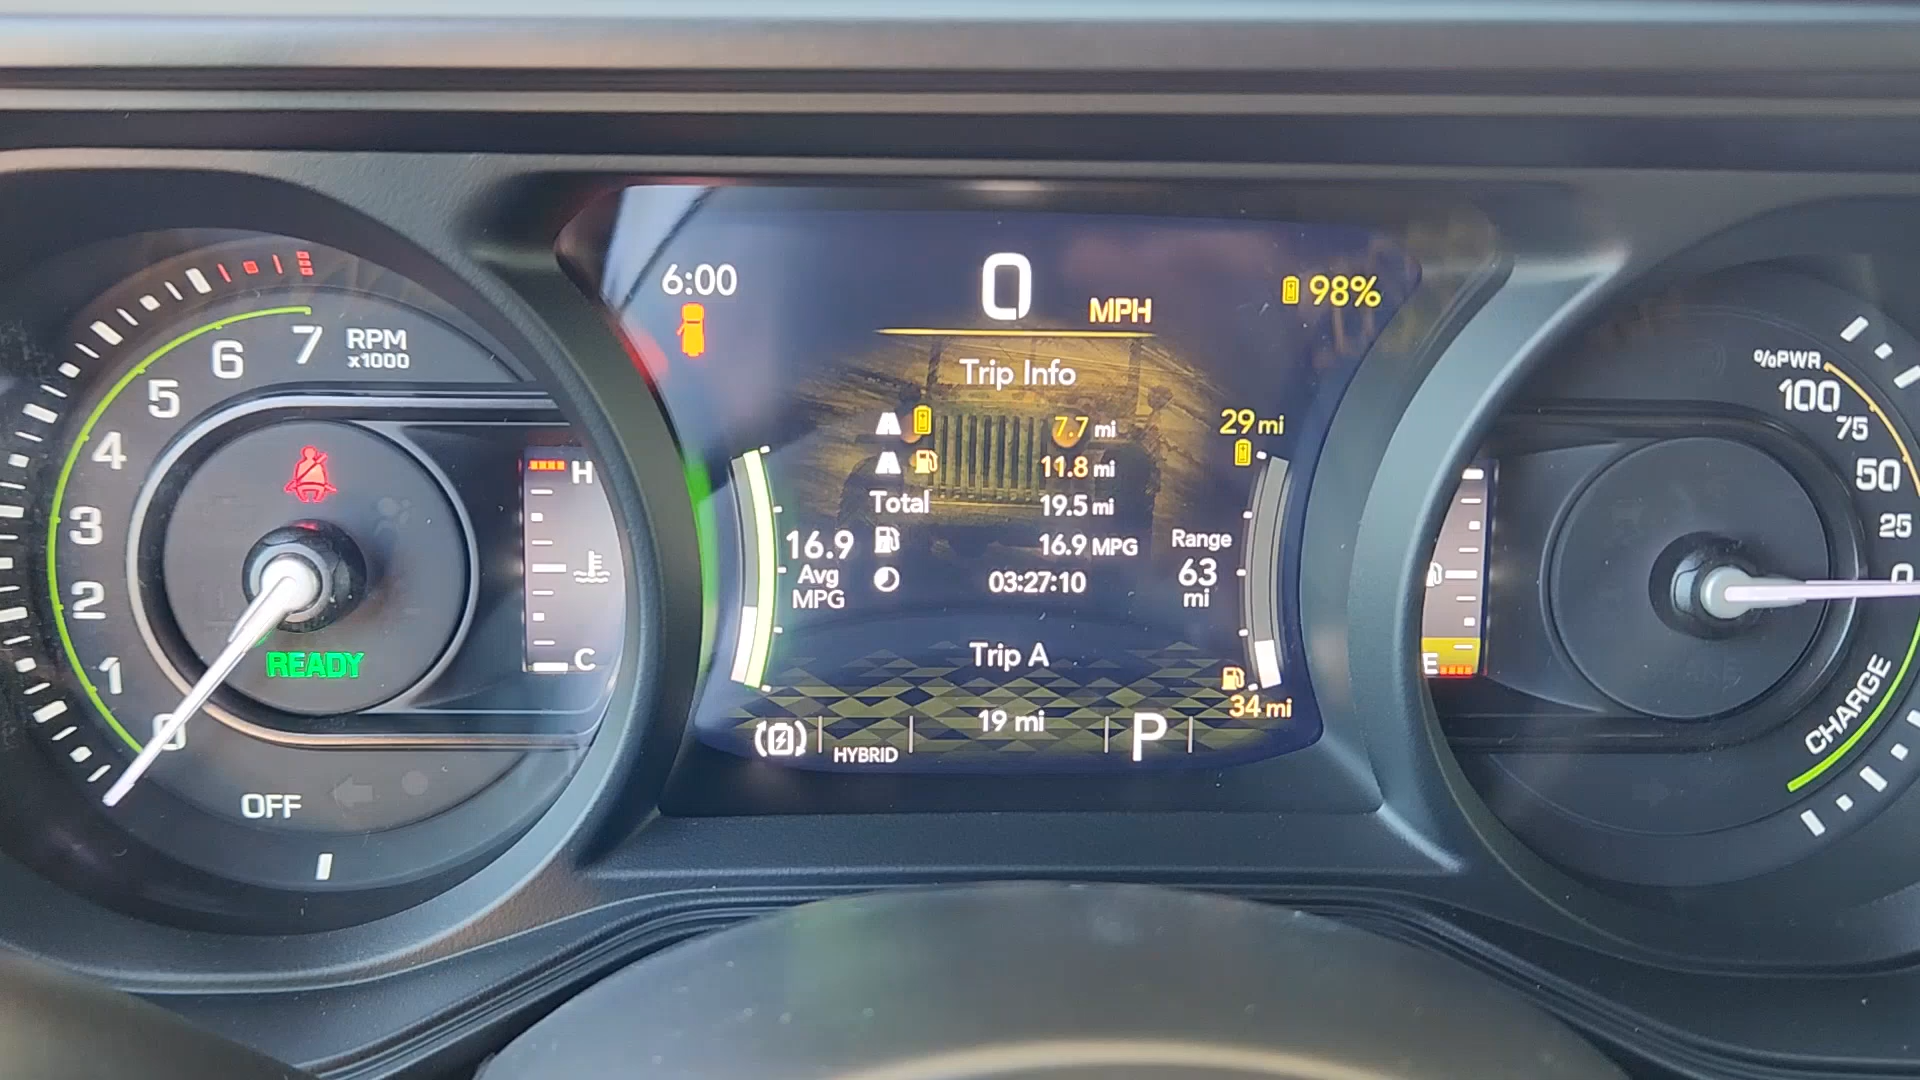 6:00
0 MPH
98%
Trip Info
7.7 mi
11.8 mi
Total 19.5 mi
16.9 MPG
03:27:10
Trip A
19 mi
16.9
Avg
MPG
29 mi
Range
63
mi
34 mi
HYBRID
P
RPM
x1000
7
6
5
4
3
2
1
0
OFF
READY
H
C
E
%PWR
100
75
50
25
0
CHARGE